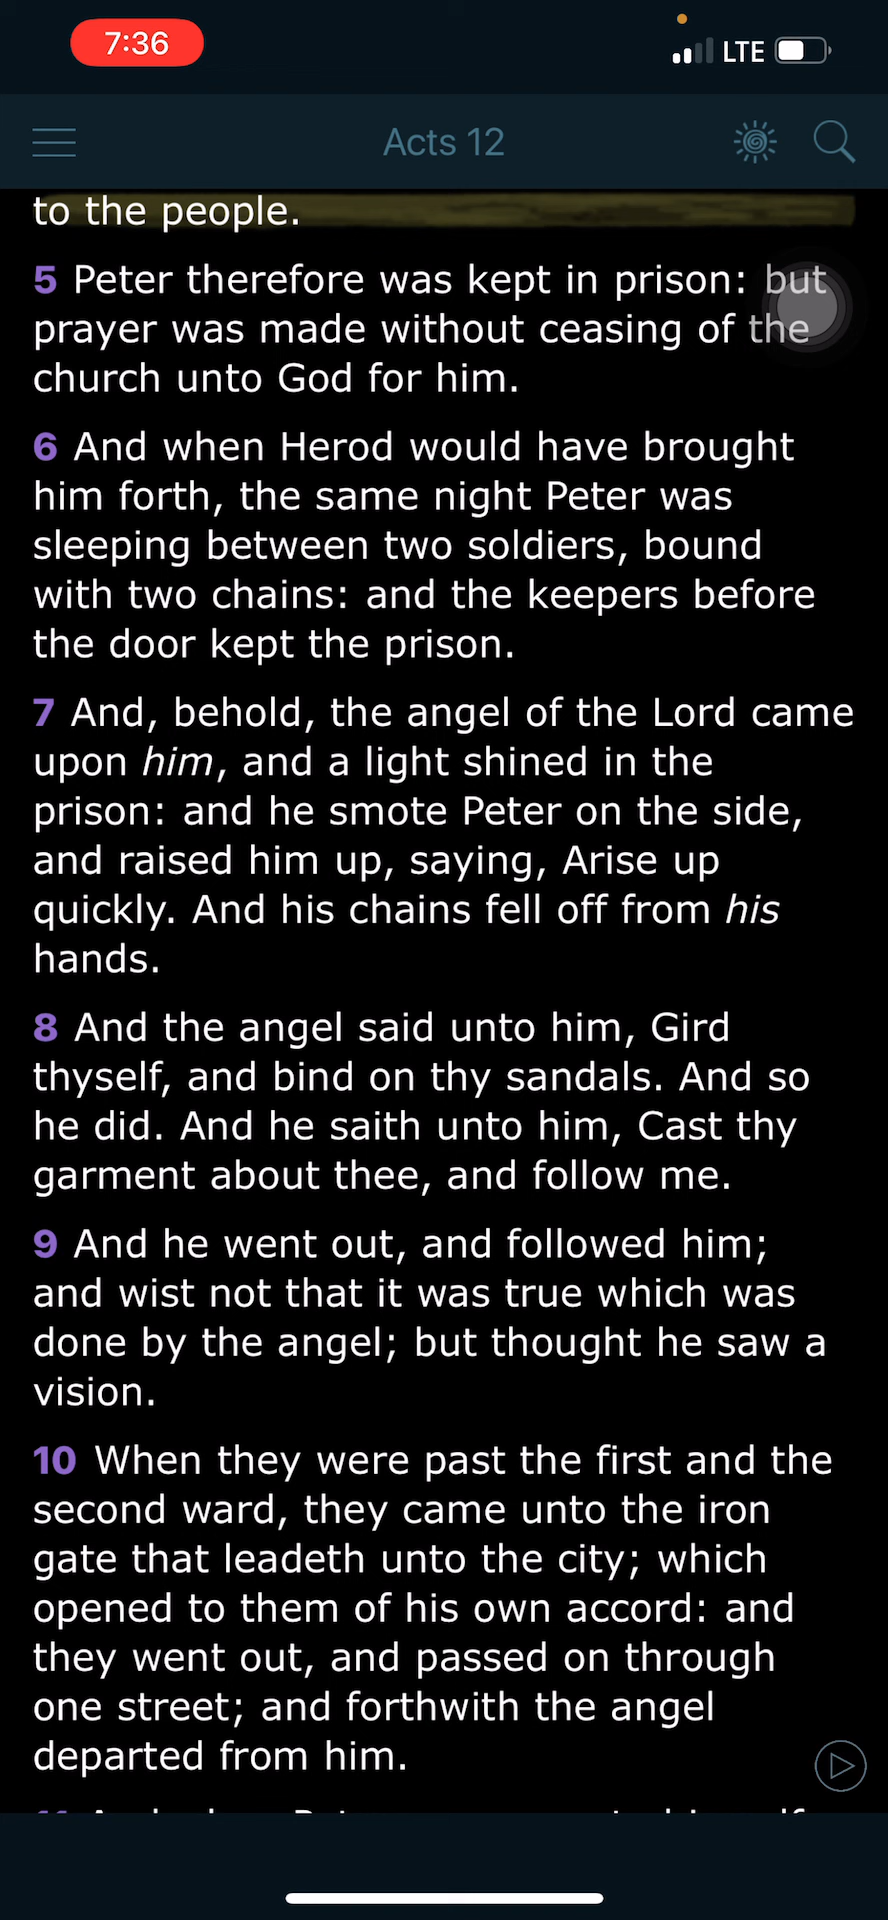 7:36
LTE
Acts 12
to the people.
5 Peter therefore was kept in prison: but
prayer was made without ceasing of the
church unto God for him.
6 And when Herod would have brought
him forth, the same night Peter was
sleeping between two soldiers, bound
with two chains: and the keepers before
the door kept the prison.
7 And, behold, the angel of the Lord came
upon him, and a light shined in the
prison: and he smote Peter on the side,
and raised him up, saying, Arise up
quickly. And his chains fell off from his
hands.
8 And the angel said unto him, Gird
thyself, and bind on thy sandals. And so
he did. And he saith unto him, Cast thy
garment about thee, and follow me.
9 And he went out, and followed him;
and wist not that it was true which was
done by the angel; but thought he saw a
vision.
10 When they were past the first and the
second ward, they came unto the iron
gate that leadeth unto the city; which
opened to them of his own accord: and
they went out, and passed on through
one street; and forthwith the angel
departed from him.